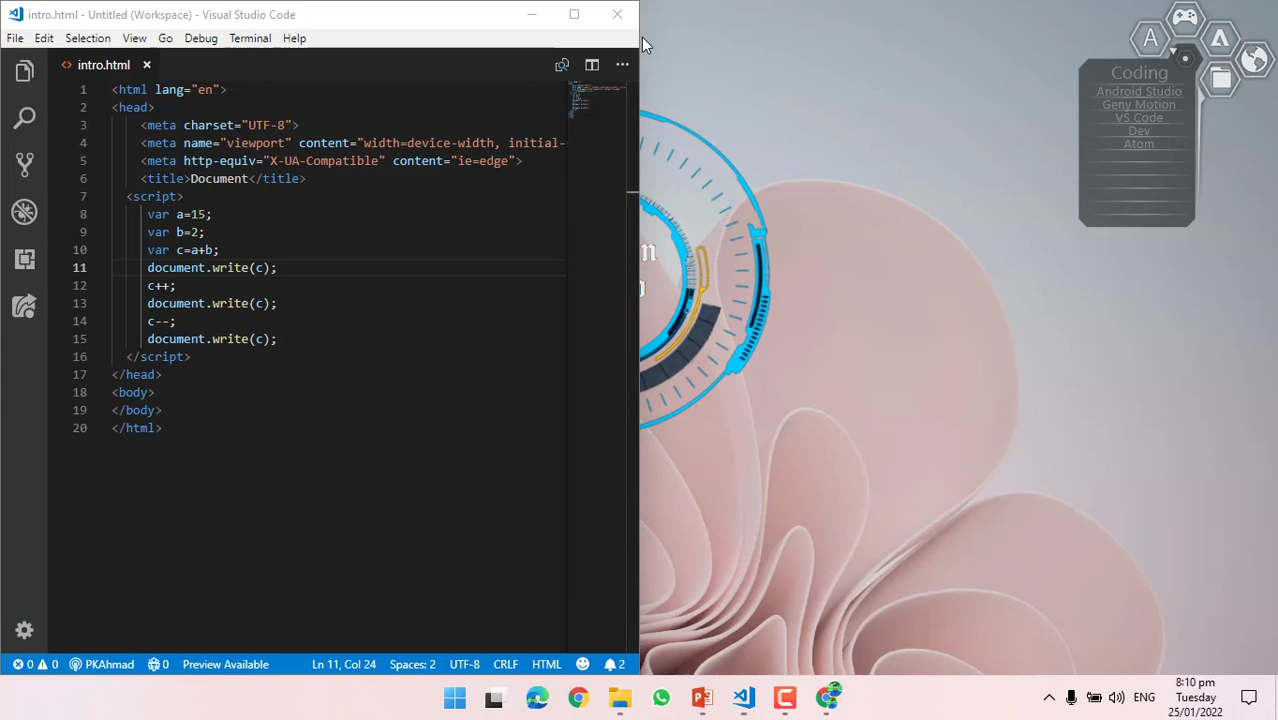 intro.html - Untitled (Workspace) - Visual Studio Code
File Edit Selection View Go Debug Terminal Help
<> intro.html
1 <html lang="en">
2 <head>
3 <meta charset="UTF-8">
4 <meta name="viewport" content="width=device-width, initial-
5 <meta http-equiv="X-UA-Compatible" content="ie=edge">
6 <title>Document</title>
7 <script>
8 var a=15;
9 var b=2;
10 var c=a+b;
11 document.write(c);
12 c++;
13 document.write(c);
14 c--;
15 document.write(c);
16 </script>
17 </head>
18 <body>
19 </body>
20 </html>
0 0 PKAhmad 0 Preview Available Ln 11, Col 24 Spaces: 2 UTF-8 CRLF HTML 2
Coding
Android Studio
Geny Motion
VS Code
Dev
Atom
ENG
8:10 pm
Tuesday
25/01/2022